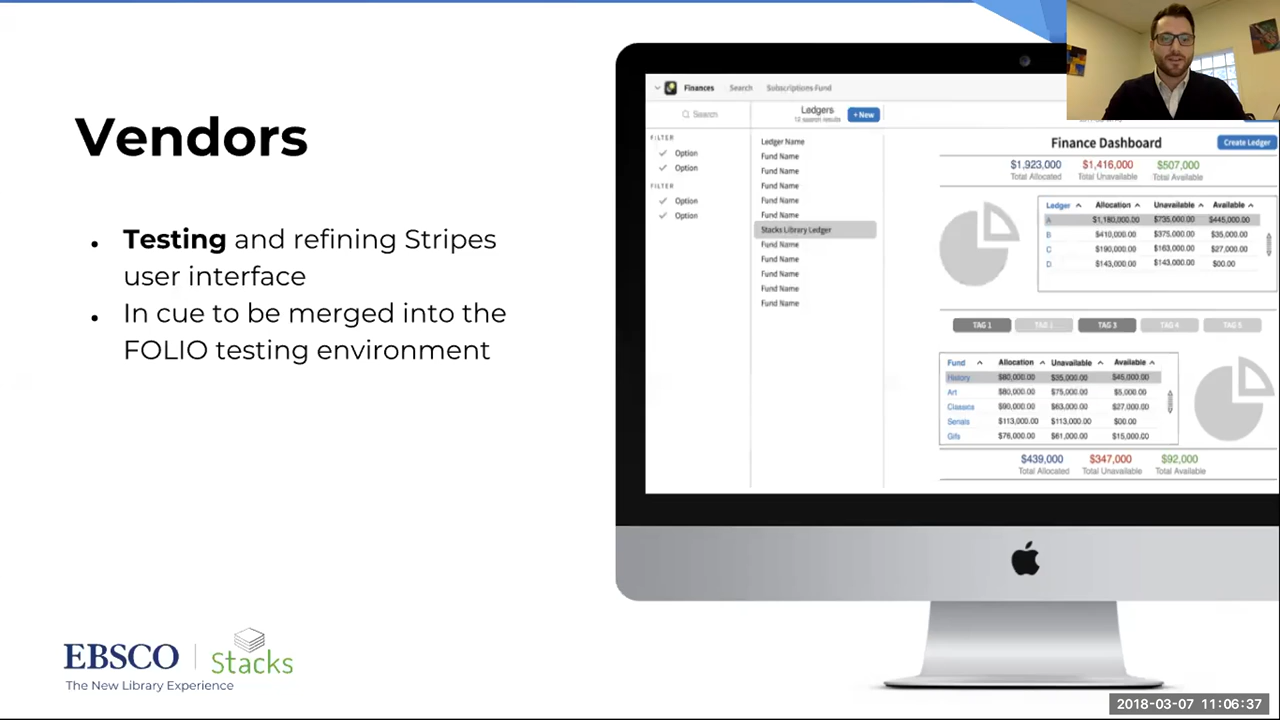 Vendors
Testing and refining Stripes
user interface
In cue to be merged into the
FOLIO testing environment
EBSCO
Stacks
The New Library Experience
Finances Search Subscriptions Fund
Search
FILTER
Option
Option
FILTER
Option
Option
Ledgers
12 search results
+ New
Ledger Name
Fund Name
Fund Name
Fund Name
Fund Name
Fund Name
Stacks Library Ledger
Fund Name
Fund Name
Fund Name
Fund Name
Fund Name
Finance Dashboard
Create Ledger
$1,923,000 $1,416,000 $507,000
Total Allocated Total Unavailable Total Available
Ledger Allocation Unavailable Available
A $1,180,000.00 $735,000.00 $445,000.00
B $410,000.00 $375,000.00 $35,000.00
C $190,000.00 $163,000.00 $27,000.00
D $143,000.00 $143,000.00 $00.00
TAG 1 TAG 3 TAG 4 TAG 5
Fund Allocation Unavailable Available
History $80,000.00 $35,000.00 $45,000.00
Art $80,000.00 $75,000.00 $5,000.00
Classics $90,000.00 $63,000.00 $27,000.00
Serials $113,000.00 $113,000.00 $00.00
Gifs $76,000.00 $61,000.00 $15,000.00
$439,000 $347,000 $92,000
Total Allocated Total Unavailable Total Available
2018-03-07 11:06:37